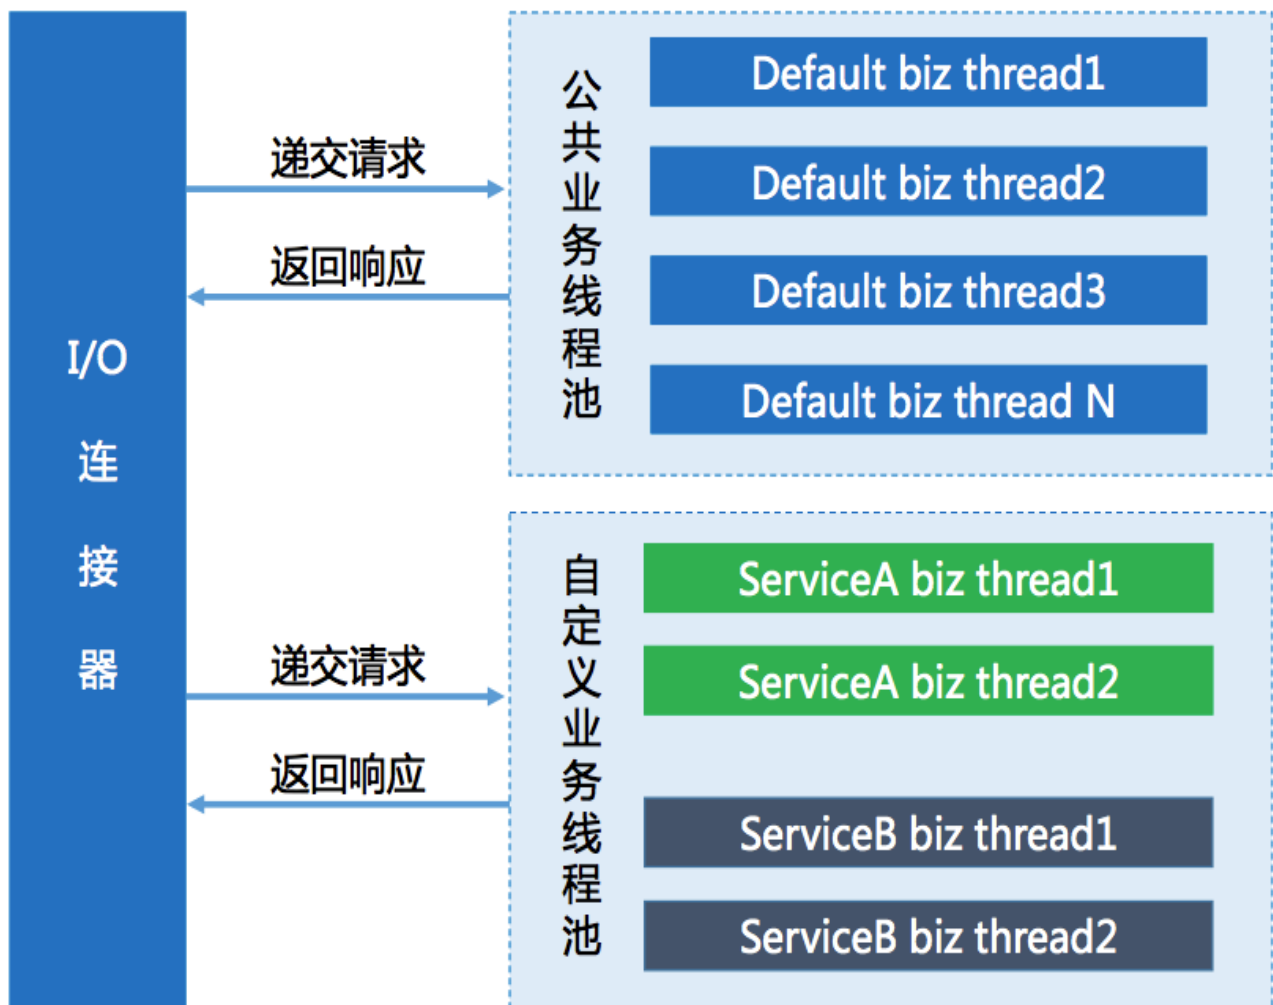 I/O
连
接
器
递交请求
返回响应
公共业务线程池
Default biz thread1
Default biz thread2
Default biz thread3
Default biz thread N
递交请求
返回响应
自定义业务线程池
ServiceA biz thread1
ServiceA biz thread2
ServiceB biz thread1
ServiceB biz thread2